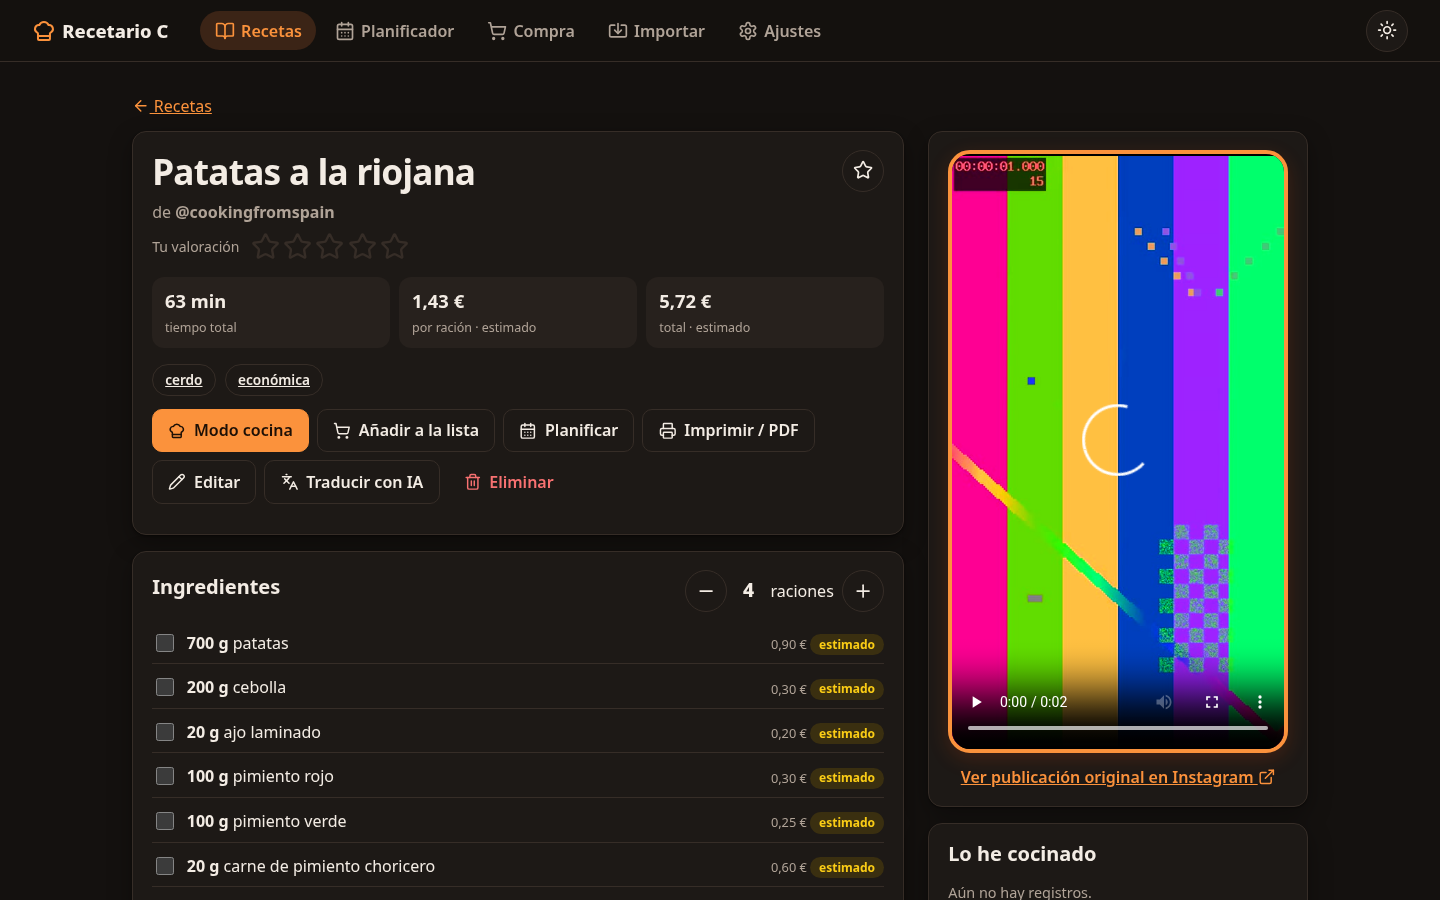 Recetario C
Recetas
Planificador
Compra
Importar
Ajustes
← Recetas
Patatas a la riojana
de @cookingfromspain
Tu valoración
63 min
tiempo total
1,43 €
por ración · estimado
5,72 €
total · estimado
cerdo
económica
Modo cocina
Añadir a la lista
Planificar
Imprimir / PDF
Editar
Traducir con IA
Eliminar
Ingredientes
4 raciones
700 g patatas
0,90 € estimado
200 g cebolla
0,30 € estimado
20 g ajo laminado
0,20 € estimado
100 g pimiento rojo
0,30 € estimado
100 g pimiento verde
0,25 € estimado
20 g carne de pimiento choricero
0,60 € estimado
00:00:01.000
15
0:00 / 0:02
Ver publicación original en Instagram
Lo he cocinado
Aún no hay registros.